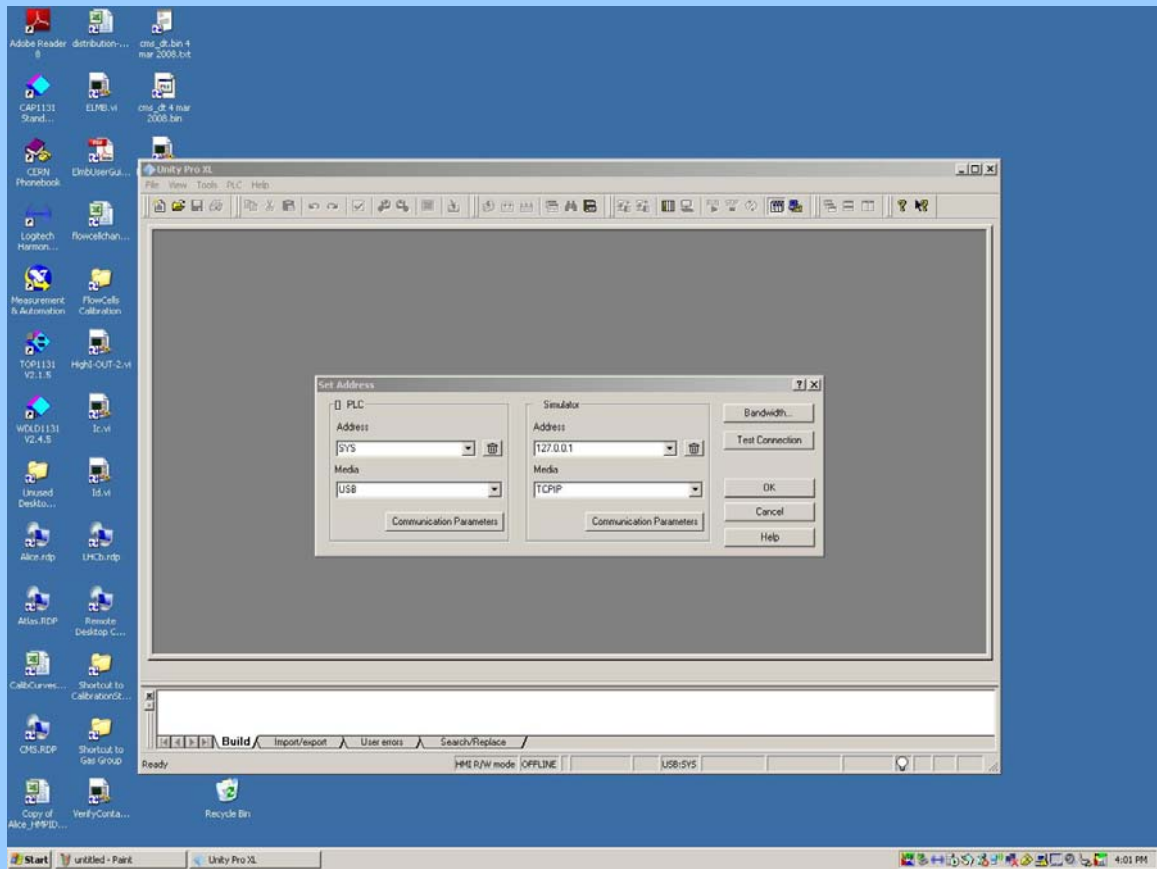 Adobe Reader
8
distribution-...
cms_dt.bin 4
mar 2008.txt
CAP1131
Stand...
ELMB.vi
cms_dt 4 mar
2008.bin
CERN
Phonebook
ElmbUserGui...
Logitech
Harmon...
flowcellchan...
Measurement
& Automation
FlowCells
Calibration
TOP1131
V2.1.5
HighI-OUT-2.vi
WDLD1131
V2.4.5
Ic.vi
Unused
Deskto...
Id.vi
Alice.rdp
LHCb.rdp
Atlas.RDP
Remote
Desktop C...
CalibCurves...
Shortcut to
CalibrationSt...
CMS.RDP
Shortcut to
Gas Group
Copy of
Alice_HMPID...
VerifyConta...
Recycle Bin
Unity Pro XL
File View Tools PLC Help
Set Address
[] PLC
Address
SYS
Media
USB
Communication Parameters
Simulator
Address
127.0.0.1
Media
TCPIP
Communication Parameters
Bandwidth...
Test Connection
OK
Cancel
Help
Build Import/export User errors Search/Replace
Ready HMI R/W mode OFFLINE USB:SYS
Start untitled - Paint Unity Pro XL 4:01 PM